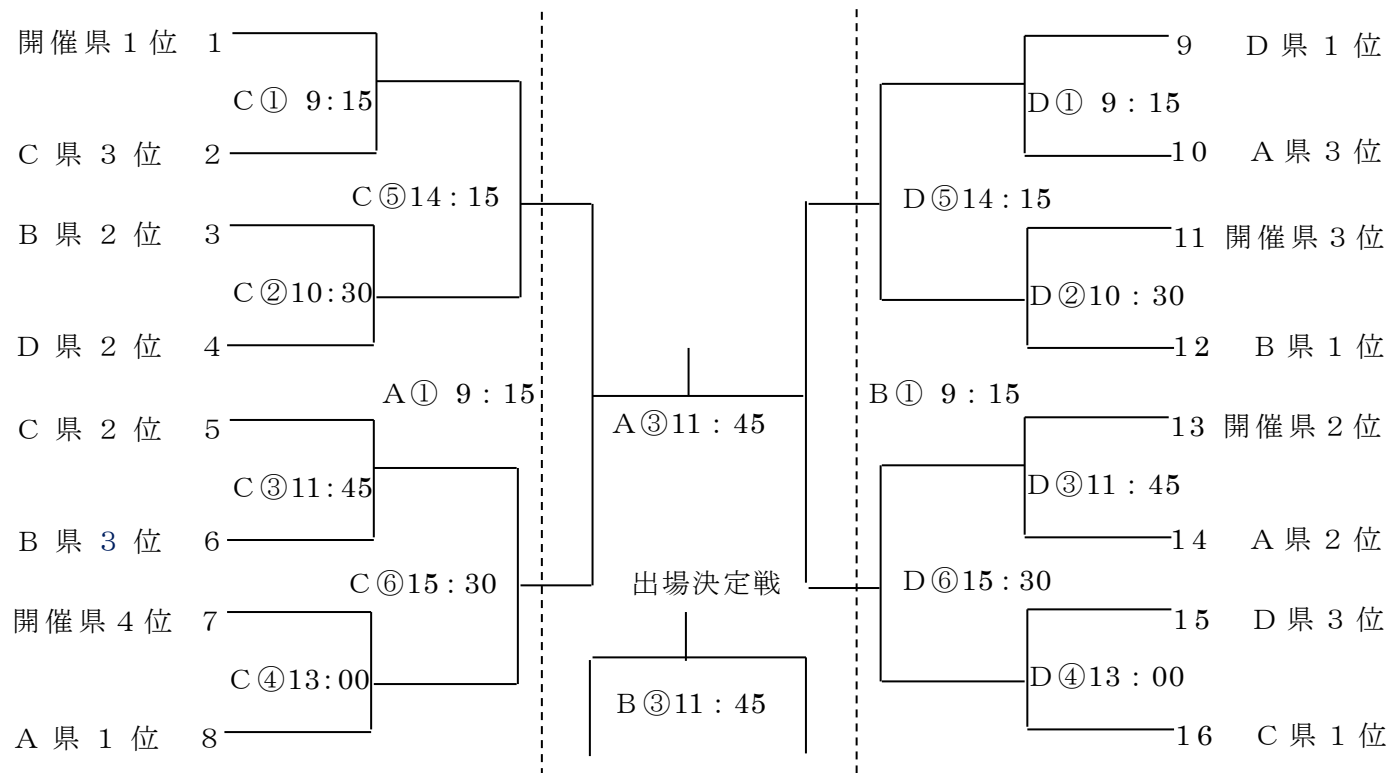 開催県１位 1
C① 9:15
C県３位 2
C⑤14：15
B県２位 3
C②10:30
D県２位 4
A① 9：15
C県２位 5
C③11:45
B県３位 6
C⑥15：30
開催県４位 7
C④13:00
A県１位 8
A③11：45
出場決定戦
B③11：45
9 D県１位
D① 9：15
10 A県３位
D⑤14：15
11 開催県３位
D②10：30
12 B県１位
B① 9：15
13 開催県２位
D③11：45
14 A県２位
D⑥15：30
15 D県３位
D④13：00
16 C県１位